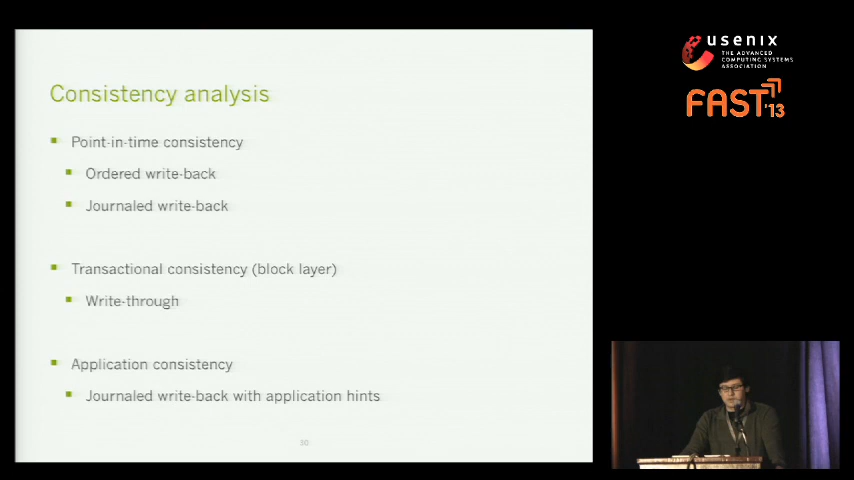 Consistency analysis
Point-in-time consistency
Ordered write-back
Journaled write-back
Transactional consistency (block layer)
Write-through
Application consistency
Journaled write-back with application hints
usenix
THE ADVANCED
COMPUTING SYSTEMS
ASSOCIATION
FAST '13